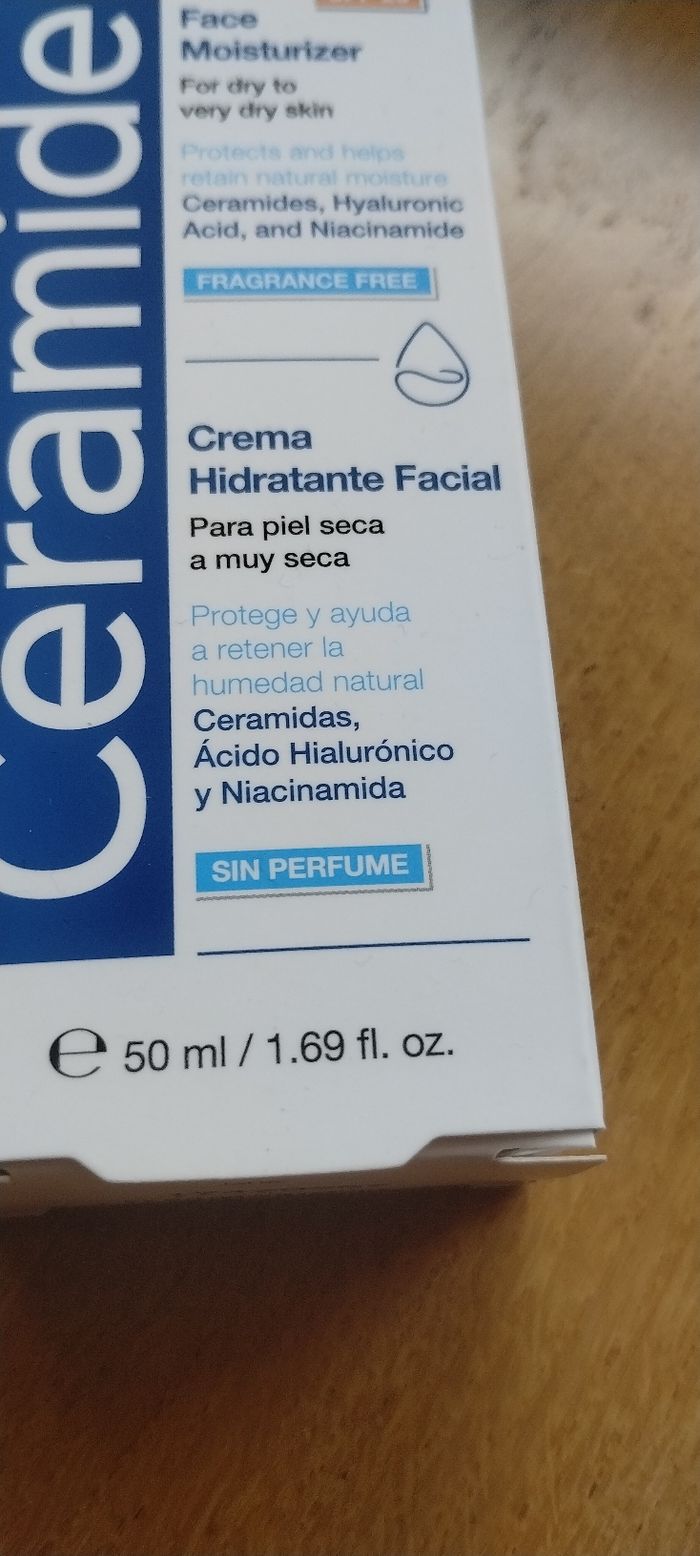 Ceramide
Face
Moisturizer
For dry to
very dry skin
Protects and helps
retain natural moisture
Ceramides, Hyaluronic
Acid, and Niacinamide
FRAGRANCE FREE
Crema
Hidratante Facial
Para piel seca
a muy seca
Protege y ayuda
a retener la
humedad natural
Ceramidas,
Ácido Hialurónico
y Niacinamida
SIN PERFUME
℮ 50 ml / 1.69 fl. oz.